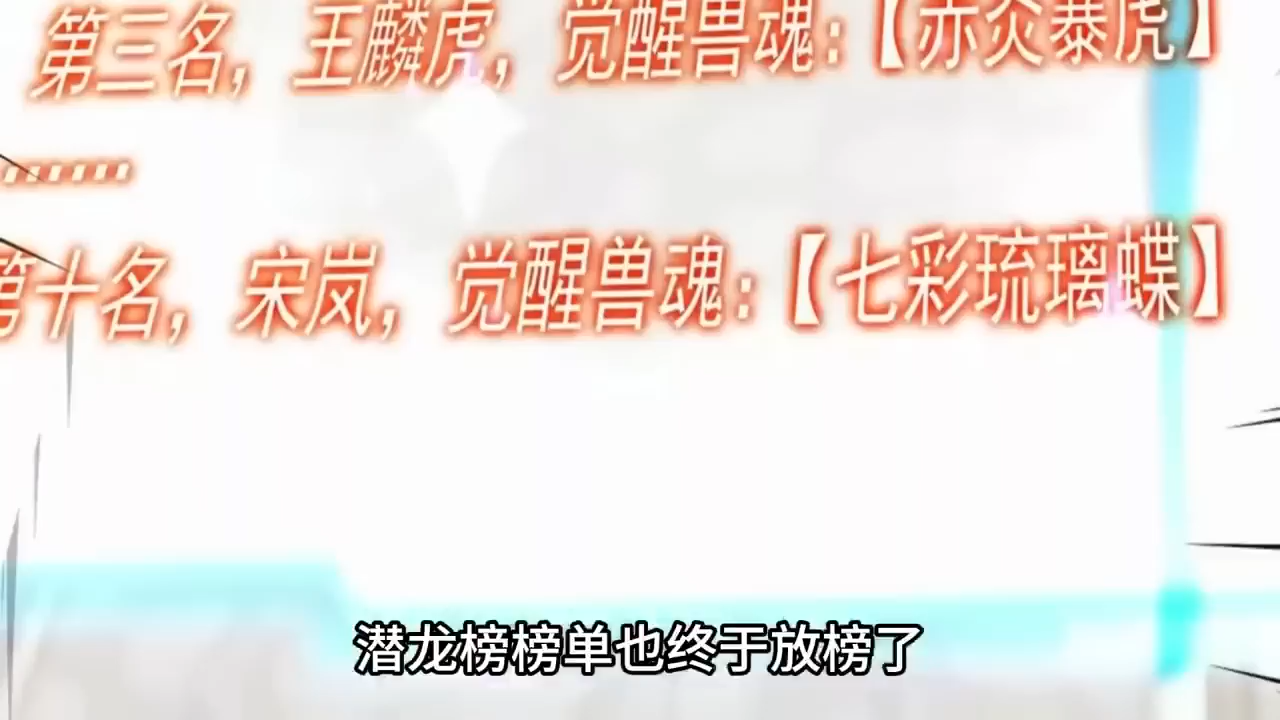 第三名，王麟虎，觉醒兽魂：【赤炎暴虎】
……
第十名，宋岚，觉醒兽魂：【七彩琉璃蝶】
潜龙榜榜单也终于放榜了